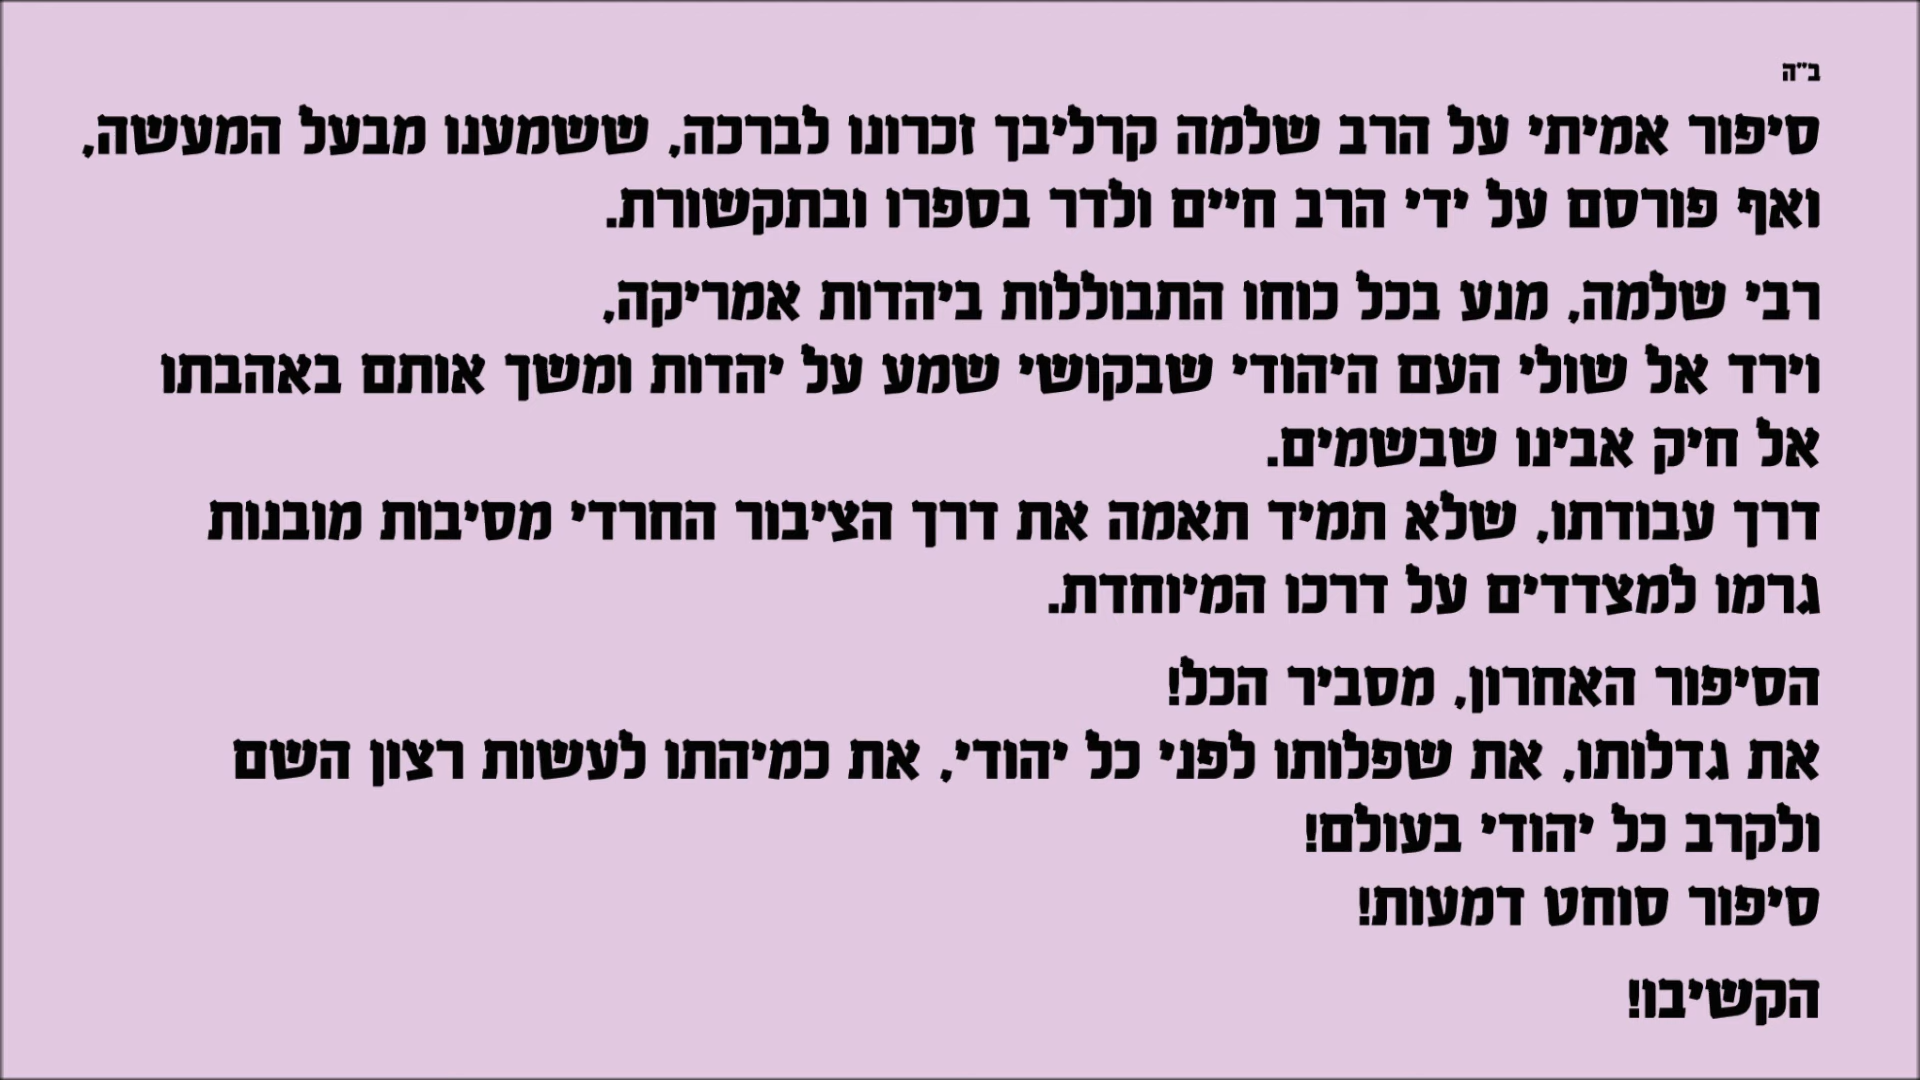 ב"ה
סיפור אמיתי על הרב שלמה קרליבך זכרונו לברכה, ששמענו מבעל המעשה,
ואף פורסם על ידי הרב חיים ולדר בספרו ובתקשורת.
רבי שלמה, מנע בכל כוחו התבוללות ביהדות אמריקה,
וירד אל שולי העם היהודי שבקושי שמע על יהדות ומשך אותם באהבתו
אל חיק אבינו שבשמים.
דרך עבודתו, שלא תמיד תאמה את דרך הציבור החרדי מסיבות מובנות
גרמו למצדדים על דרכו המיוחדת.
הסיפור האחרון, מסביר הכל!
את גדלותו, את שפלותו לפני כל יהודי, את כמיהתו לעשות רצון השם
ולקרב כל יהודי בעולם!
סיפור סוחט דמעות!
הקשיבו!